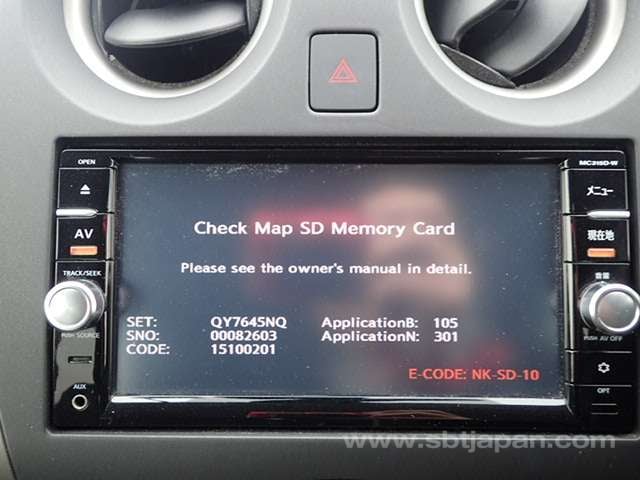 OPEN
MC315D-W
AV
メニュー
現在地
TRACK/SEEK
音量
PUSH SOURCE
PUSH AV OFF
AUX
OPT
Check Map SD Memory Card
Please see the owner's manual in detail.
SET: QY7645NQ ApplicationB: 105
SNO: 00082603 ApplicationN: 301
CODE: 15100201
E-CODE: NK-SD-10
www.sbtjapan.com